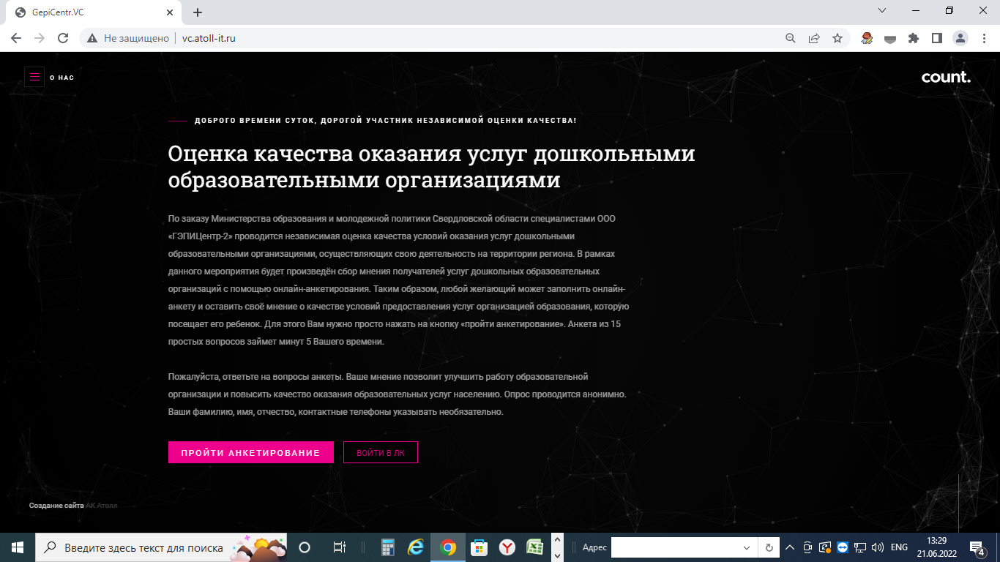 GepiCentr.VC
Не защищено
vc.atoll-it.ru
О НАС
count.
ДОБРОГО ВРЕМЕНИ СУТОК, ДОРОГОЙ УЧАСТНИК НЕЗАВИСИМОЙ ОЦЕНКИ КАЧЕСТВА!
Оценка качества оказания услуг дошкольными
образовательными организациями
По заказу Министерства образования и молодежной политики Свердловской области специалистами ООО
«ГЭПИЦентр-2» проводится независимая оценка качества условий оказания услуг дошкольными
образовательными организациями, осуществляющих свою деятельность на территории региона. В рамках
данного мероприятия будет произведён сбор мнения получателей услуг дошкольных образовательных
организаций с помощью онлайн-анкетирования. Таким образом, любой желающий может заполнить онлайн-
анкету и оставить своё мнение о качестве условий предоставления услуг организацией образования, которую
посещает его ребенок. Для этого Вам нужно просто нажать на кнопку «пройти анкетирование». Анкета из 15
простых вопросов займет минут 5 Вашего времени.
Пожалуйста, ответьте на вопросы анкеты. Ваше мнение позволит улучшить работу образовательной
организации и повысить качество оказания образовательных услуг населению. Опрос проводится анонимно.
Ваши фамилию, имя, отчество, контактные телефоны указывать необязательно.
ПРОЙТИ АНКЕТИРОВАНИЕ
ВОЙТИ В ЛК
Создание сайта АК Атолл
Введите здесь текст для поиска
Адрес
ENG
13:29
21.06.2022
4